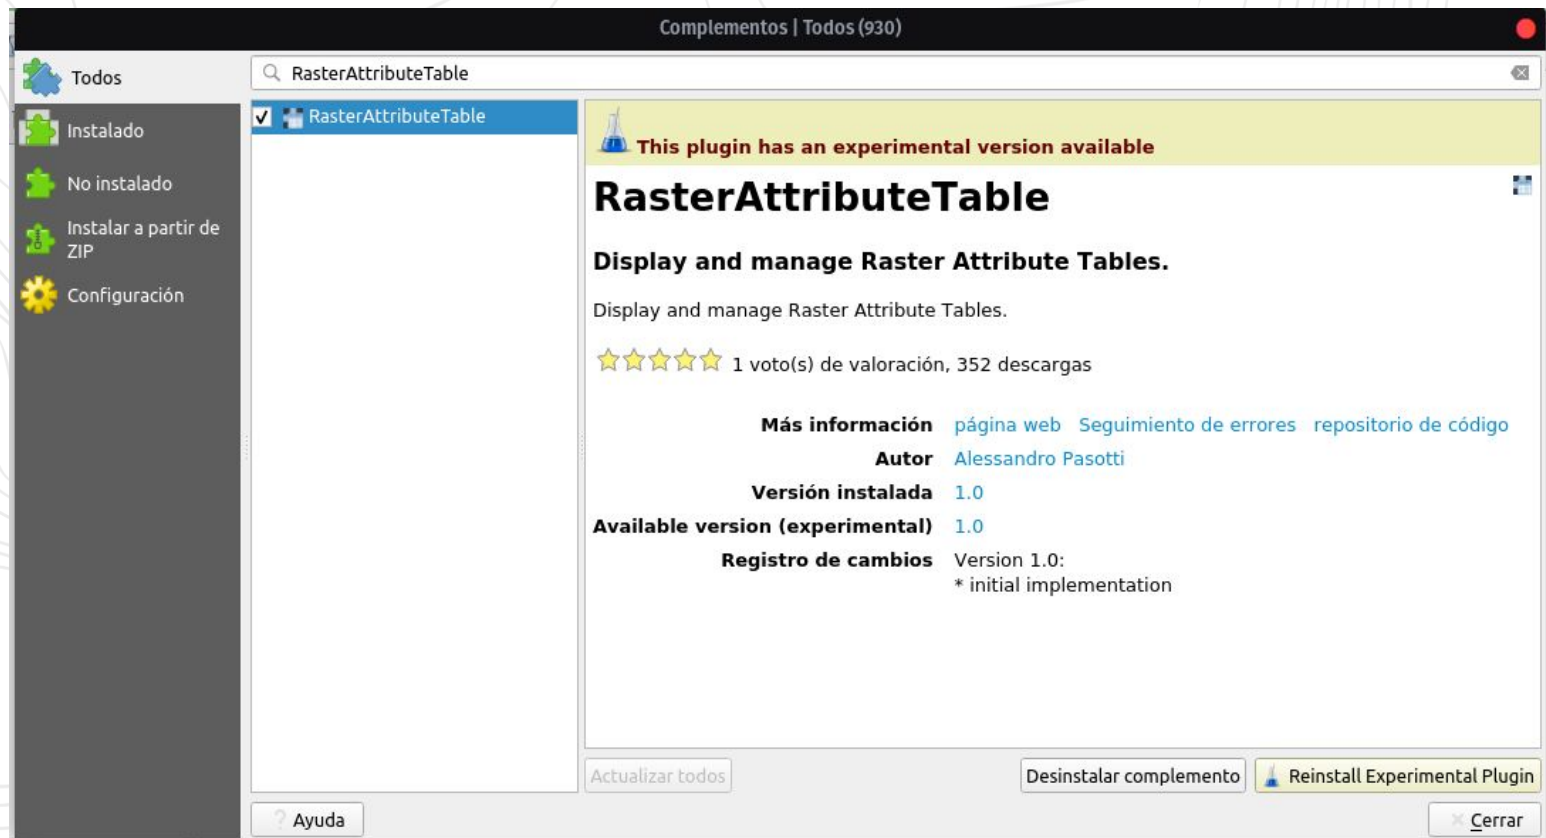 Complementos | Todos (930)
Todos
RasterAttributeTable
Instalado
No instalado
Instalar a partir de
ZIP
Configuración
RasterAttributeTable
This plugin has an experimental version available
RasterAttributeTable
Display and manage Raster Attribute Tables.
Display and manage Raster Attribute Tables.
1 voto(s) de valoración, 352 descargas
Más información página web Seguimiento de errores repositorio de código
Autor Alessandro Pasotti
Versión instalada 1.0
Available version (experimental) 1.0
Registro de cambios Version 1.0:
* initial implementation
Actualizar todos
Desinstalar complemento
Reinstall Experimental Plugin
Ayuda
Cerrar